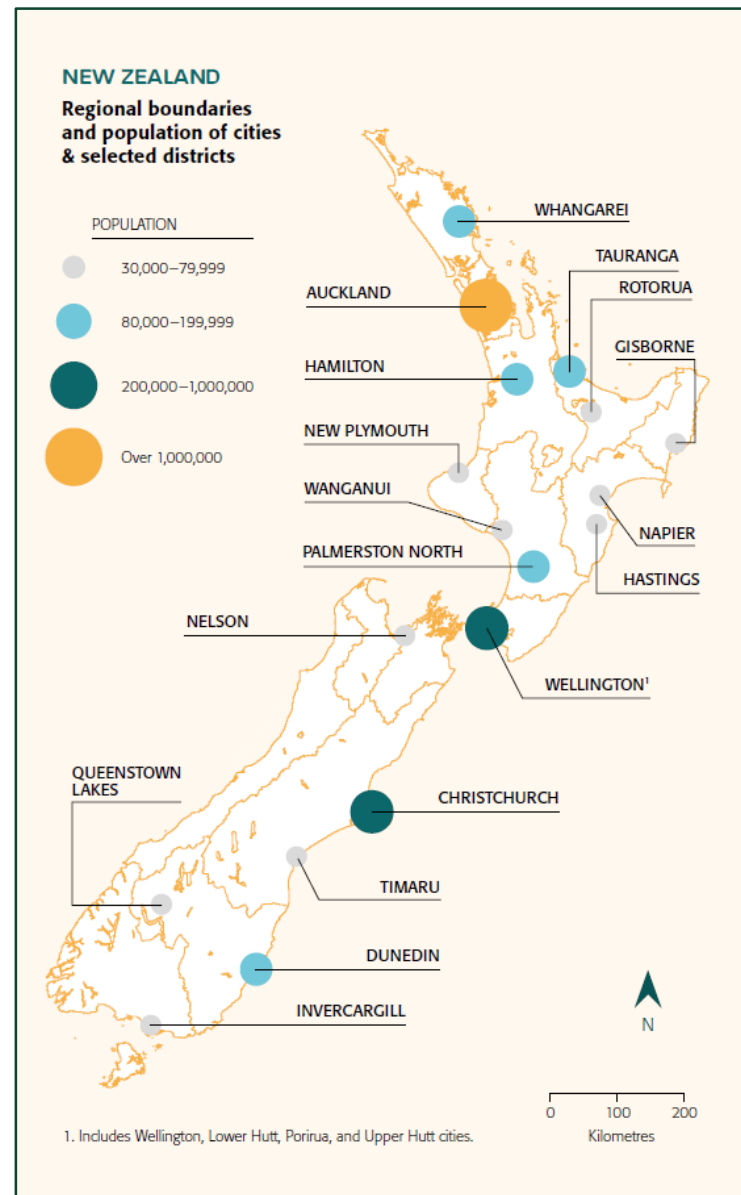 NEW ZEALAND
Regional boundaries
and population of cities
& selected districts
POPULATION
30,000–79,999
80,000–199,999
200,000–1,000,000
Over 1,000,000
WHANGAREI
TAURANGA
ROTORUA
GISBORNE
AUCKLAND
HAMILTON
NEW PLYMOUTH
WANGANUI
PALMERSTON NORTH
NAPIER
HASTINGS
NELSON
WELLINGTON¹
QUEENSTOWN
LAKES
CHRISTCHURCH
TIMARU
DUNEDIN
INVERCARGILL
N
0 100 200
Kilometres
1. Includes Wellington, Lower Hutt, Porirua, and Upper Hutt cities.